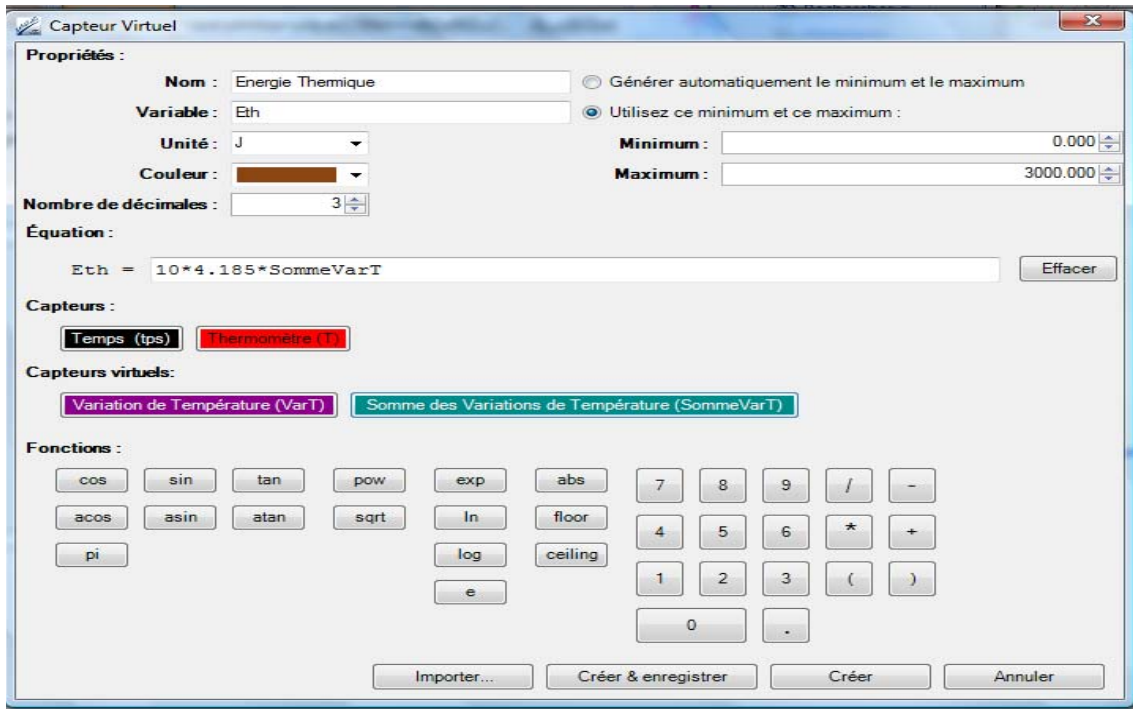 Capteur Virtuel
Propriétés :
Nom : Energie Thermique
Générer automatiquement le minimum et le maximum
Variable : Eth
Utilisez ce minimum et ce maximum :
Unité : J
Minimum : 0.000
Couleur :
Maximum : 3000.000
Nombre de décimales : 3
Équation :
Eth = 10*4.185*SommeVarT
Effacer
Capteurs :
Temps (tps) Thermomètre (T)
Capteurs virtuels:
Variation de Température (VarT) Somme des Variations de Température (SommeVarT)
Fonctions :
cos sin tan pow exp abs 7 8 9 / -
acos asin atan sqrt ln floor 4 5 6 * +
pi log ceiling 1 2 3 ( )
e 0 .
Importer... Créer & enregistrer Créer Annuler